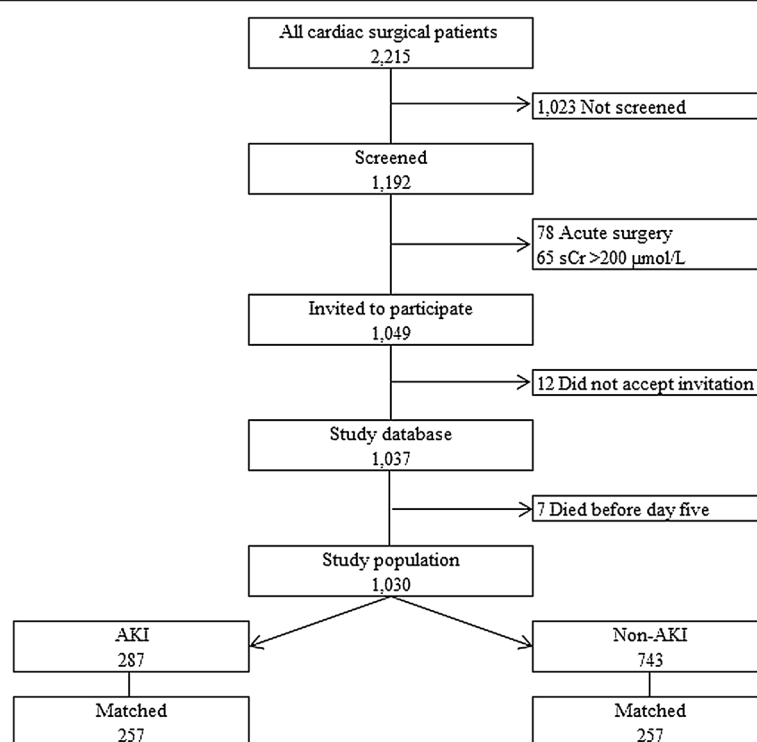 All cardiac surgical patients
2,215
1,023 Not screened
Screened
1,192
78 Acute surgery
65 sCr >200 µmol/L
Invited to participate
1,049
12 Did not accept invitation
Study database
1,037
7 Died before day five
Study population
1,030
AKI
287
Non-AKI
743
Matched
257
Matched
257